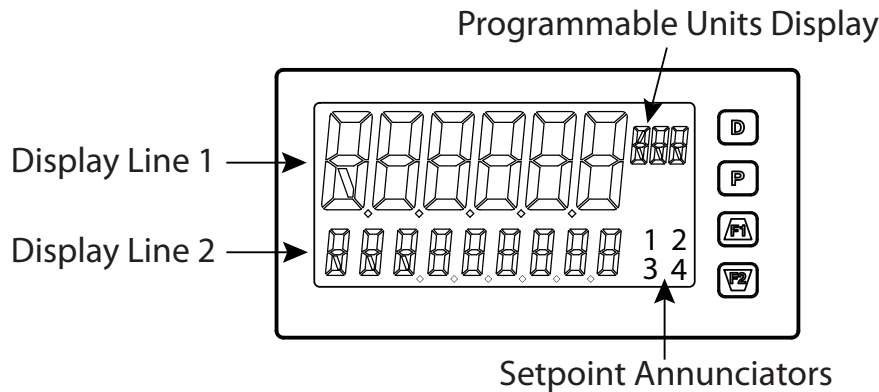 Programmable Units Display
D
Display Line 1
P
F1
Display Line 2
1 2
3 4
F2
Setpoint Annunciators